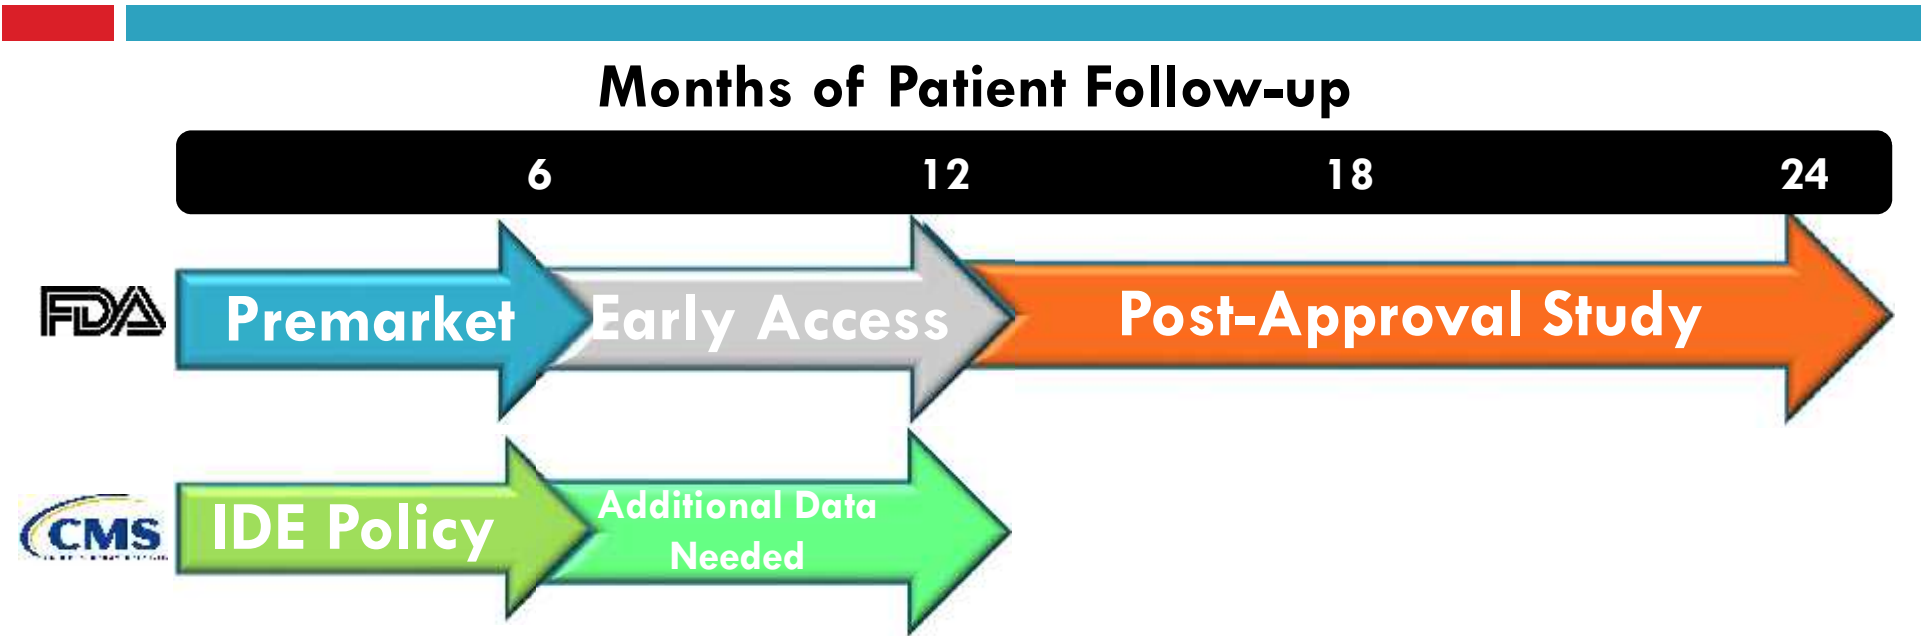 Months of Patient Follow-up
6 12 18 24
FDA Premarket Early Access Post-Approval Study
CMS IDE Policy Additional Data
Needed